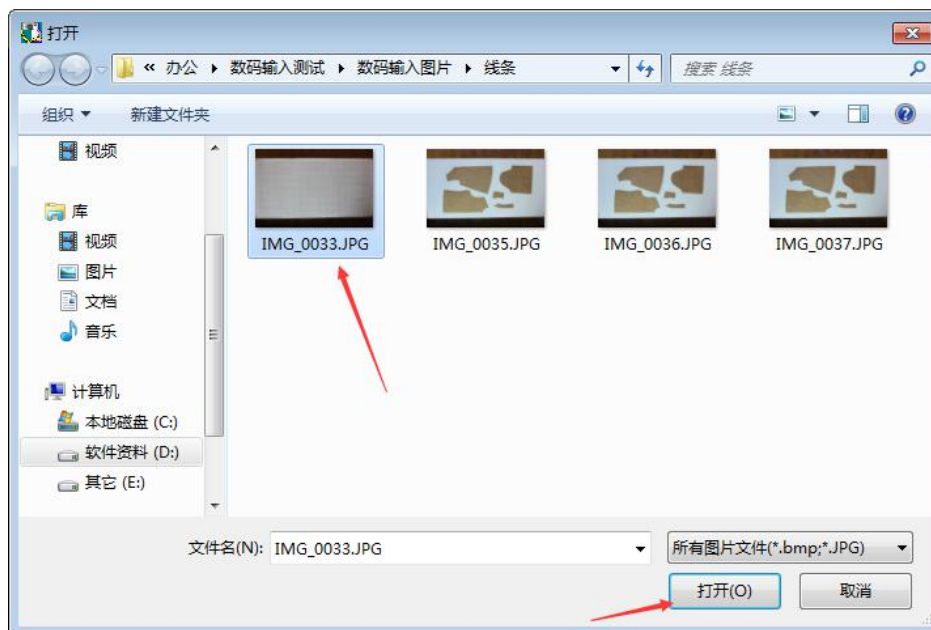 打开
« 办公 ▸ 数码输入测试 ▸ 数码输入图片 ▸ 线条
搜索 线条
组织 新建文件夹
视频
库
视频
图片
文档
音乐
计算机
本地磁盘 (C:)
软件资料 (D:)
其它 (E:)
IMG_0033.JPG
IMG_0035.JPG
IMG_0036.JPG
IMG_0037.JPG
文件名(N): IMG_0033.JPG
所有图片文件(*.bmp;*.JPG)
打开(O)
取消